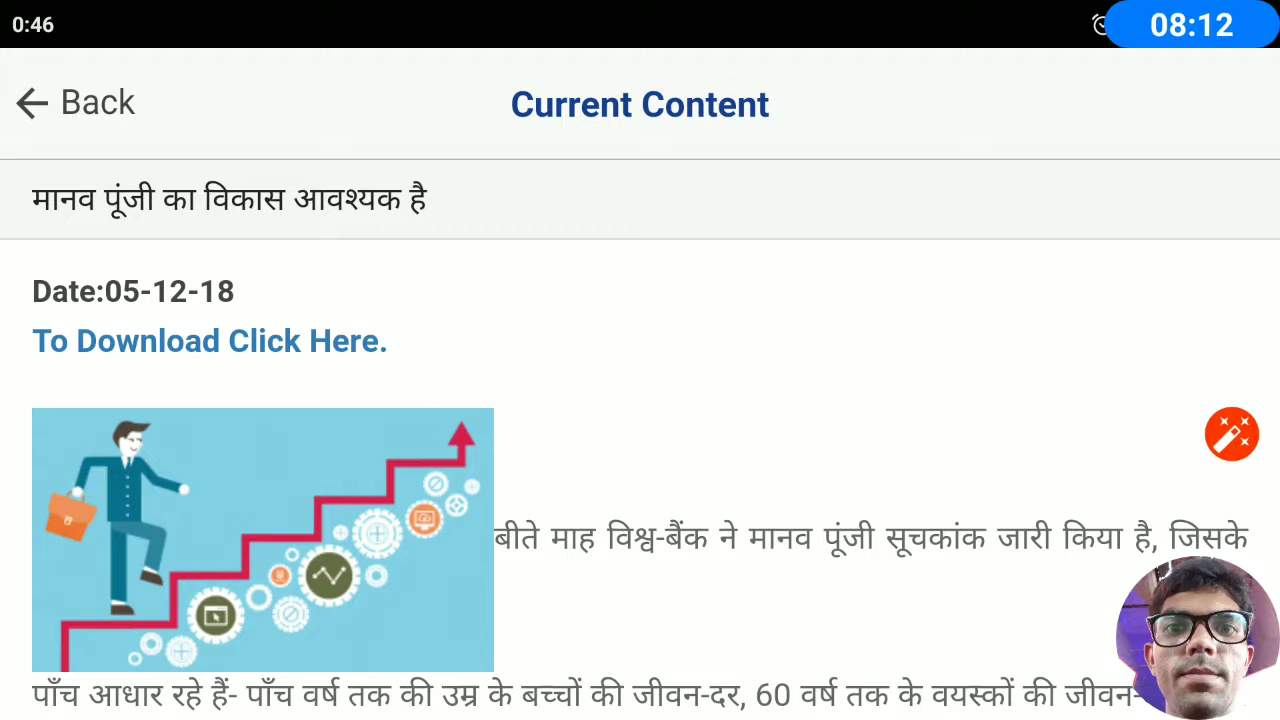 0:46
08:12
Back
Current Content
मानव पूंजी का विकास आवश्यक है
Date:05-12-18
To Download Click Here.
बीते माह विश्व-बैंक ने मानव पूंजी सूचकांक जारी किया है, जिसके
पाँच आधार रहे हैं- पाँच वर्ष तक की उम्र के बच्चों की जीवन-दर, 60 वर्ष तक के वयस्कों की जीवन-